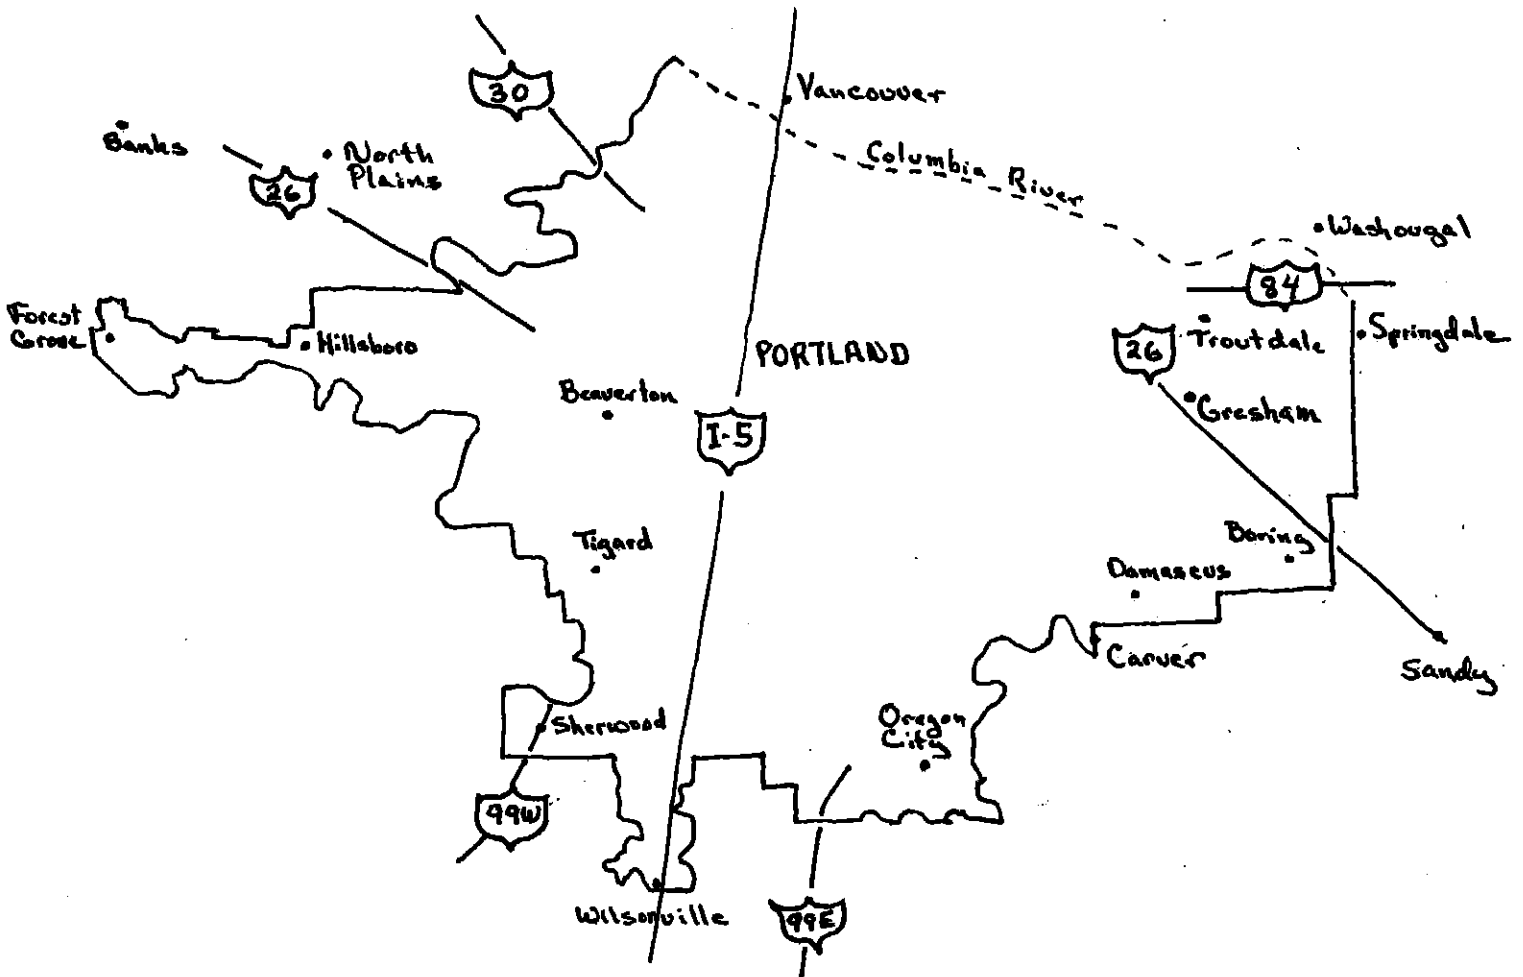 30
Vancouver
Banks
North
Plains
26
Columbia River
Washougal
84
Forest
Grove
Hillsboro
PORTLAND
26
Troutdale
Springdale
Beaverton
Gresham
I-5
Tigard
Boring
Damascus
Carver
Sandy
Sherwood
Oregon
City
99W
Wilsonville
99E